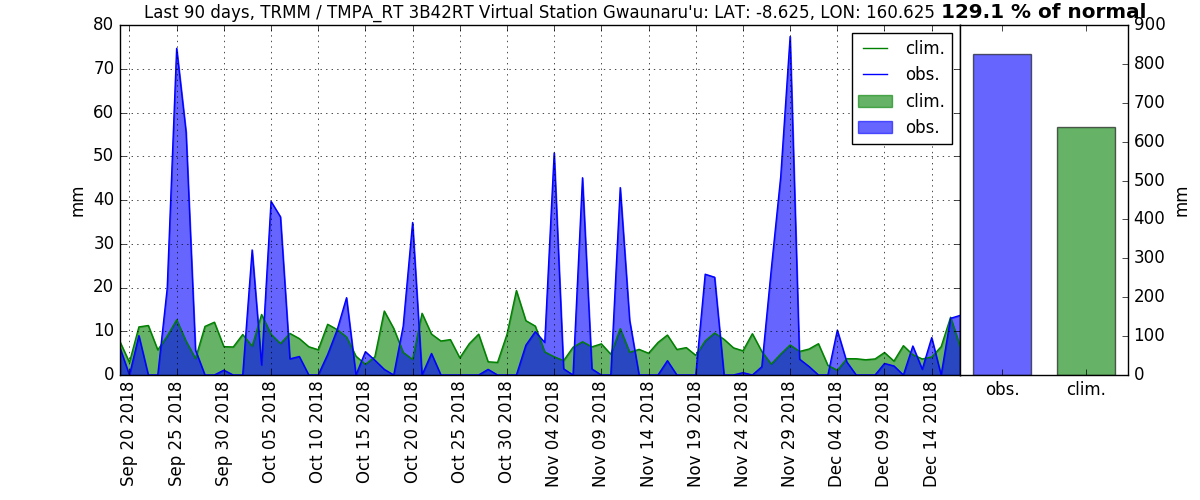 Last 90 days, TRMM / TMPA_RT 3B42RT Virtual Station Gwaunaru'u: LAT: -8.625, LON: 160.625 129.1 % of normal
80
70
60
50
40
30
20
10
0
mm
clim.
obs.
clim.
obs.
900
800
700
600
500
400
300
200
100
0
mm
Sep 20 2018
Sep 25 2018
Sep 30 2018
Oct 05 2018
Oct 10 2018
Oct 15 2018
Oct 20 2018
Oct 25 2018
Oct 30 2018
Nov 04 2018
Nov 09 2018
Nov 14 2018
Nov 19 2018
Nov 24 2018
Nov 29 2018
Dec 04 2018
Dec 09 2018
Dec 14 2018
obs.
clim.